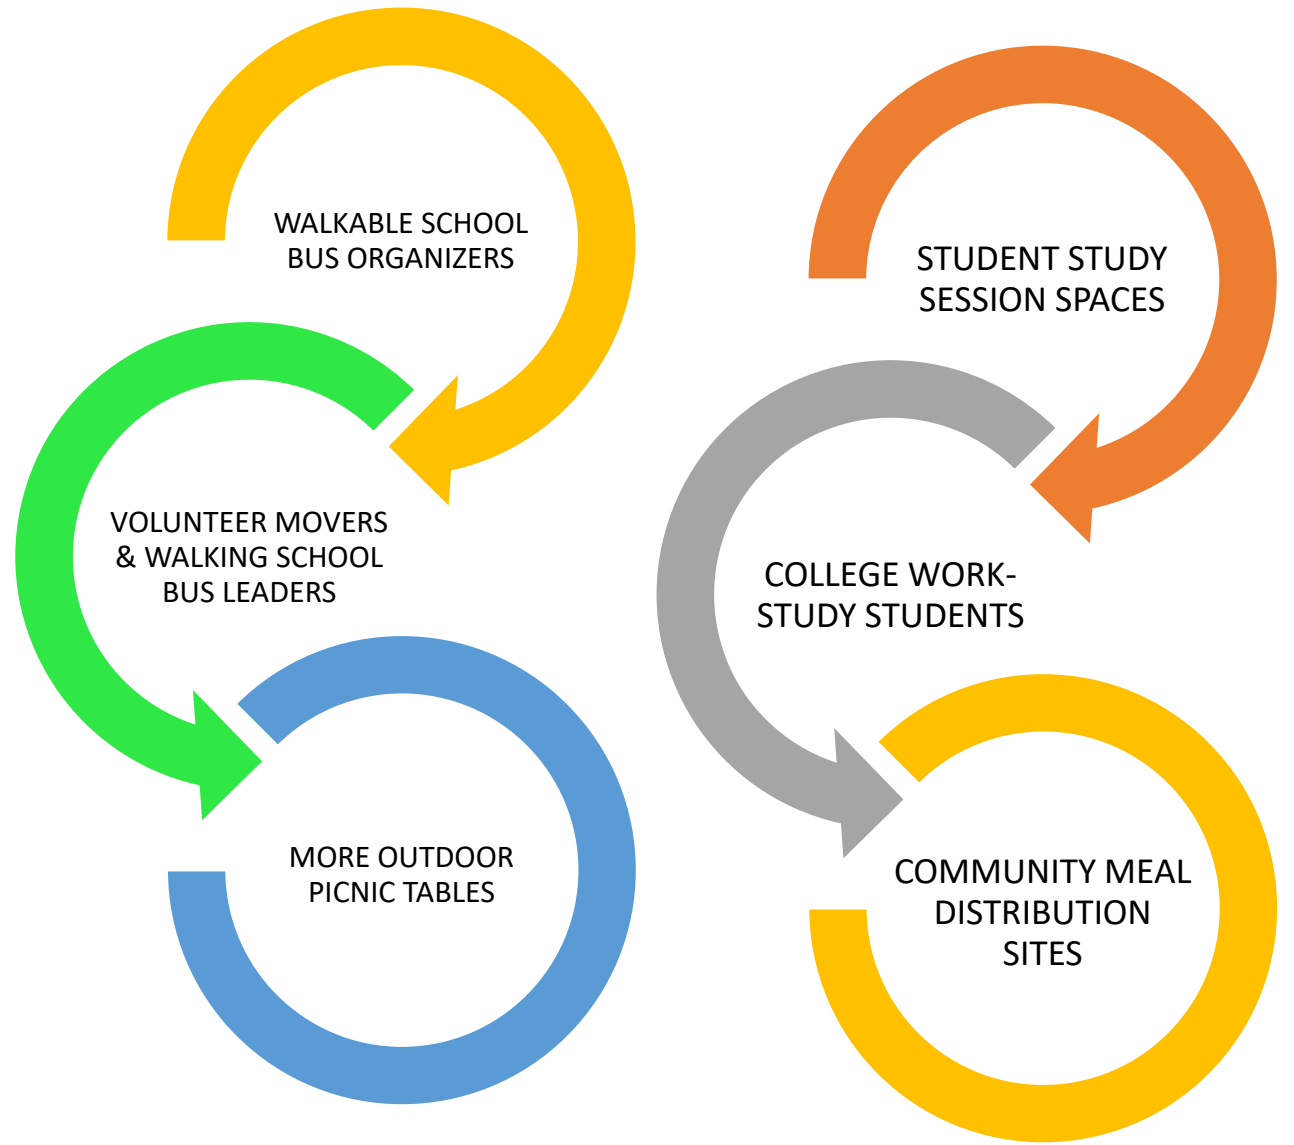 WALKABLE SCHOOL
BUS ORGANIZERS
VOLUNTEER MOVERS
& WALKING SCHOOL
BUS LEADERS
MORE OUTDOOR
PICNIC TABLES
STUDENT STUDY
SESSION SPACES
COLLEGE WORK-
STUDY STUDENTS
COMMUNITY MEAL
DISTRIBUTION
SITES